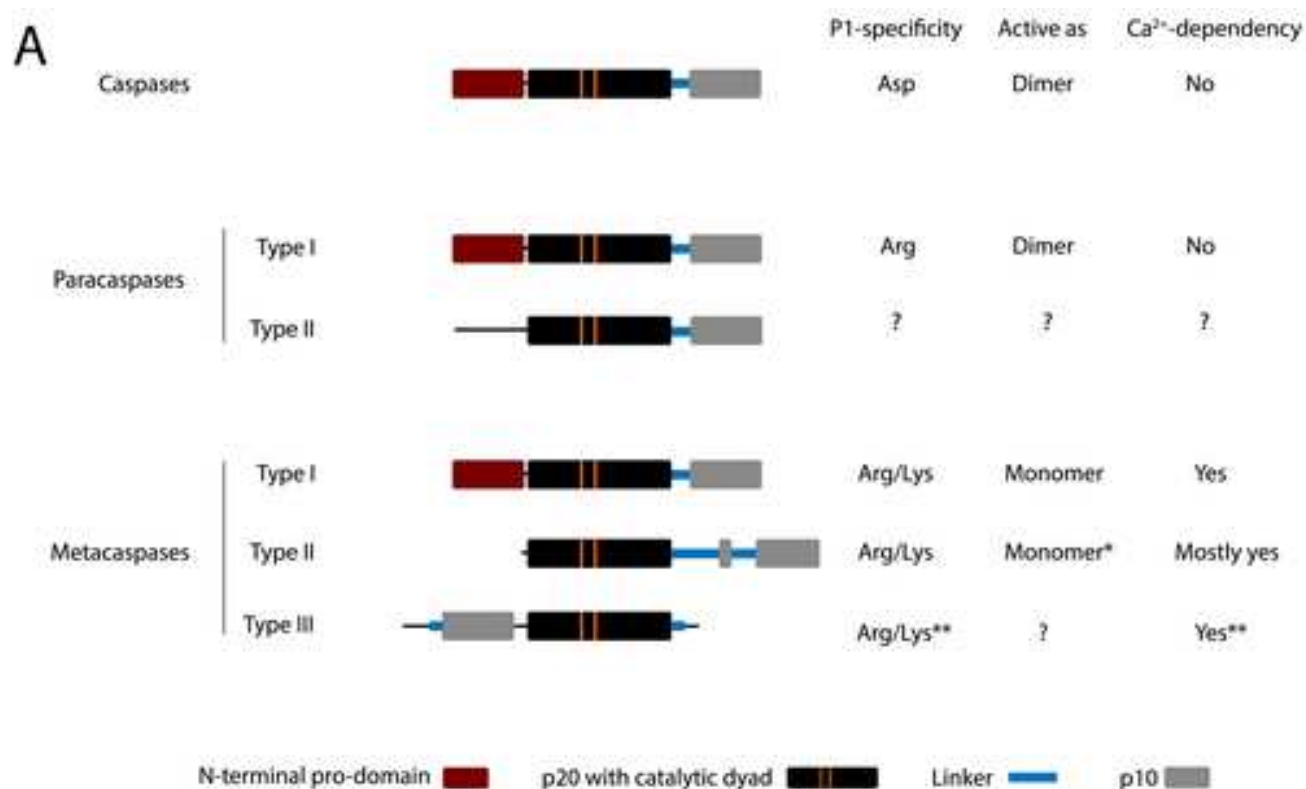 A
P1-specificity Active as Ca²⁺-dependency
Caspases Asp Dimer No
Type I Arg Dimer No
Paracaspases
Type II ? ? ?
Type I Arg/Lys Monomer Yes
Metacaspases Type II Arg/Lys Monomer* Mostly yes
Type III Arg/Lys** ? Yes**
N-terminal pro-domain p20 with catalytic dyad Linker p10